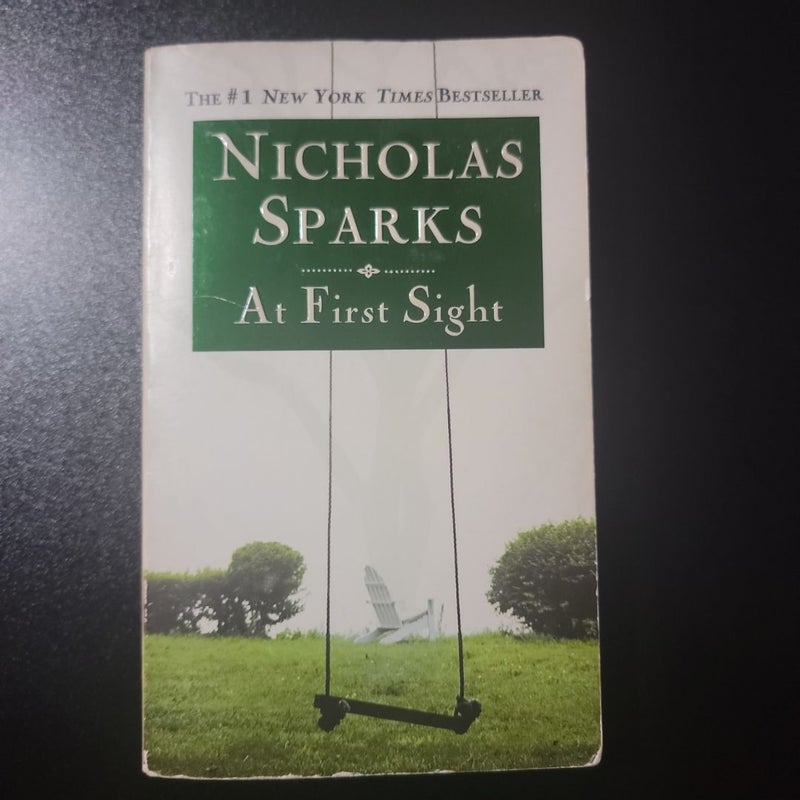 THE #1 NEW YORK TIMES BESTSELLER
NICHOLAS
SPARKS
At First Sight